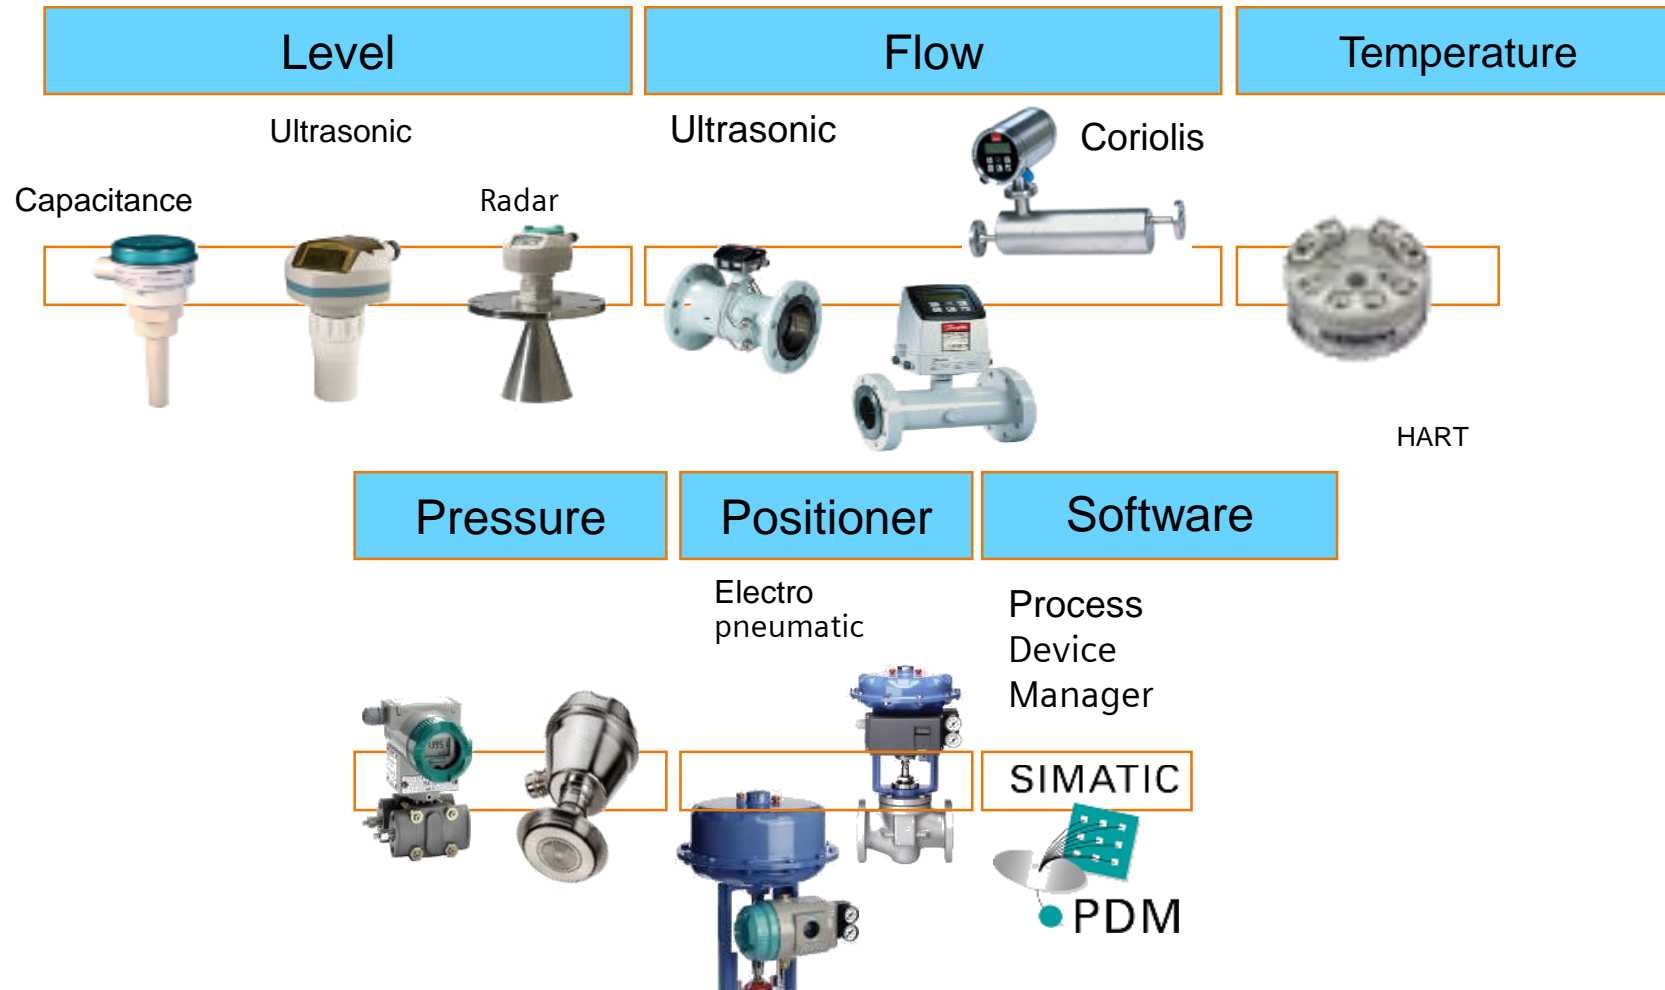 Level
Flow
Temperature
Ultrasonic
Ultrasonic
Coriolis
Capacitance
Radar
HART
Pressure
Positioner
Software
Electro
pneumatic
Process
Device
Manager
SIMATIC
PDM